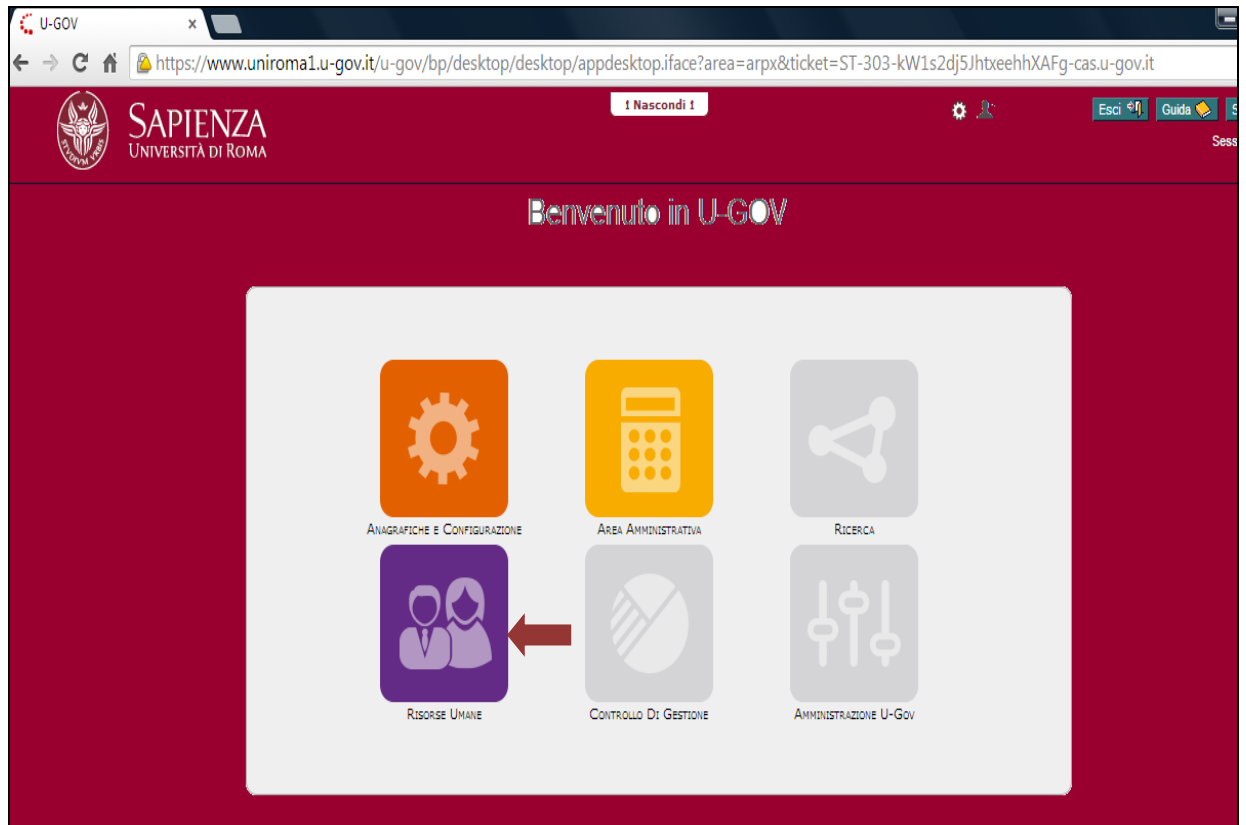 U-GOV
https://www.uniroma1.u-gov.it/u-gov/bp/desktop/desktop/appdesktop.iface?area=arpx&ticket=ST-303-kW1s2dj5JhtxeehhXAFg-cas.u-gov.it
SAPIENZA
UNIVERSITÀ DI ROMA
Nascondi
Esci Guida S
Sess
Benvenuto in U-GOV
ANAGRAFICHE E CONFIGURAZIONE AREA AMMINISTRATIVA RICERCA
RISORSE UMANE CONTROLLO DI GESTIONE AMMINISTRAZIONE U-GOV